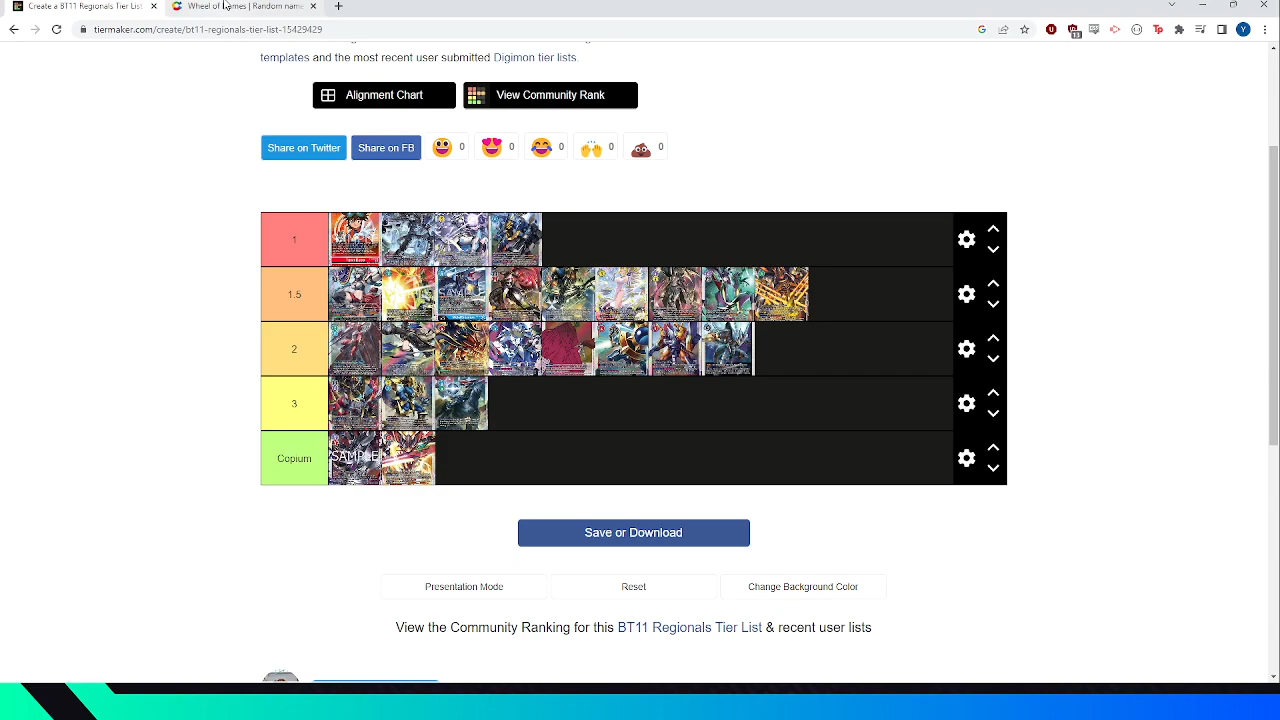 Create a BT11 Regionals Tier List
Wheel of Names | Random name
tiermaker.com/create/bt11-regionals-tier-list-15429429
templates and the most recent user submitted Digimon tier lists.
Alignment Chart
View Community Rank
Share on Twitter
Share on FB
0
0
0
0
0
1
1.5
2
3
Copium
SAMPLE
Save or Download
Presentation Mode
Reset
Change Background Color
View the Community Ranking for this BT11 Regionals Tier List & recent user lists